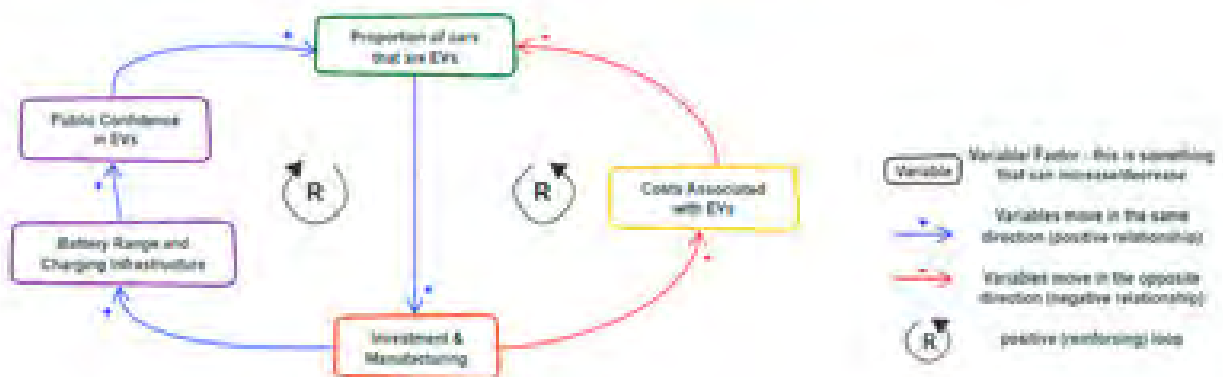 Proportion of cars
that are EVs
Public Confidence
in EVs
Battery Range and
Charging Infrastructure
Investment &
Manufacturing
Costs Associated
with EVs
R
R
+
+
+
+
-
-
Variable
Variable/ Factor - this is something
that can increase/decrease
+
Variables move in the same
direction (positive relationship)
-
Variables move in the opposite
direction (negative relationship)
R
positive (reinforcing) loop